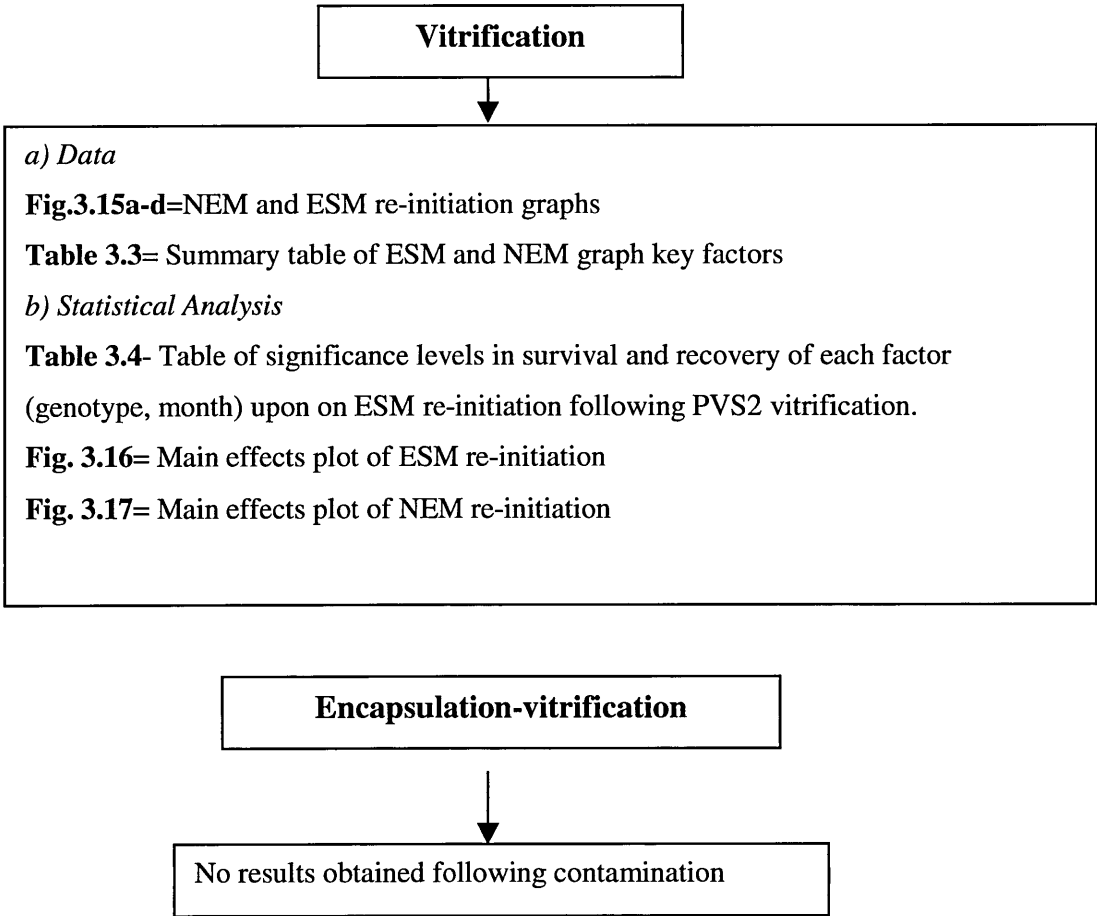 Vitrification
a) Data
Fig.3.15a-d=NEM and ESM re-initiation graphs
Table 3.3= Summary table of ESM and NEM graph key factors
b) Statistical Analysis
Table 3.4- Table of significance levels in survival and recovery of each factor
(genotype, month) upon on ESM re-initiation following PVS2 vitrification.
Fig. 3.16= Main effects plot of ESM re-initiation
Fig. 3.17= Main effects plot of NEM re-initiation
Encapsulation-vitrification
No results obtained following contamination